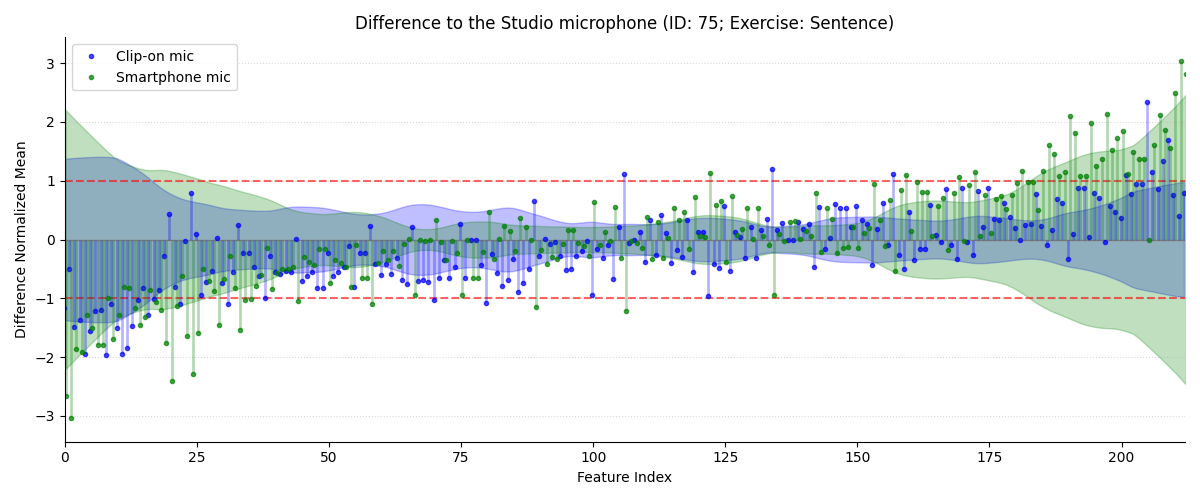 Difference to the Studio microphone (ID: 75; Exercise: Sentence)
Clip-on mic
Smartphone mic
Difference Normalized Mean
3
2
1
0
−1
−2
−3
0 25 50 75 100 125 150 175 200
Feature Index